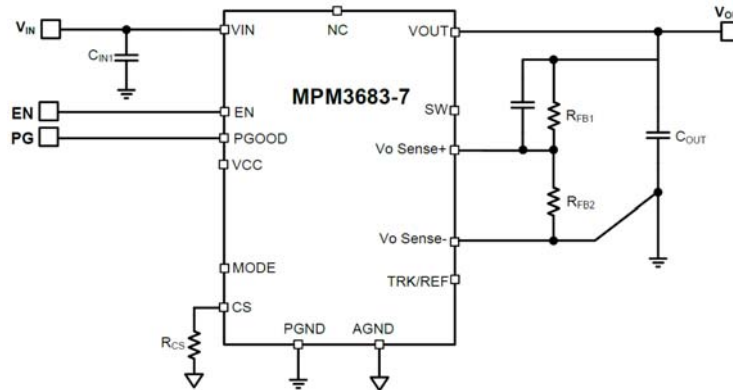 VIN
CIN1
VIN
NC
VOUT
MPM3683-7
EN
EN
SW
RFB1
PG
PGOOD
Vo Sense+
COUT
VCC
RFB2
Vo Sense-
MODE
TRK/REF
CS
RCS
PGND
AGND